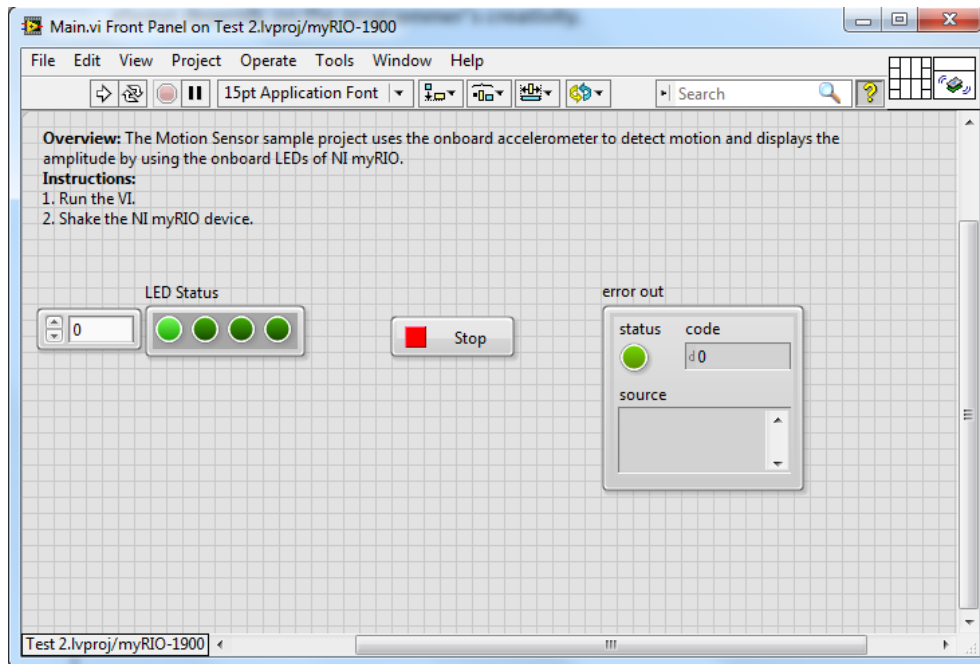 Main.vi Front Panel on Test 2.lvproj/myRIO-1900
File Edit View Project Operate Tools Window Help
15pt Application Font
Search
Overview: The Motion Sensor sample project uses the onboard accelerometer to detect motion and displays the
amplitude by using the onboard LEDs of NI myRIO.
Instructions:
1. Run the VI.
2. Shake the NI myRIO device.
LED Status
0
Stop
error out
status code
d 0
source
Test 2.lvproj/myRIO-1900